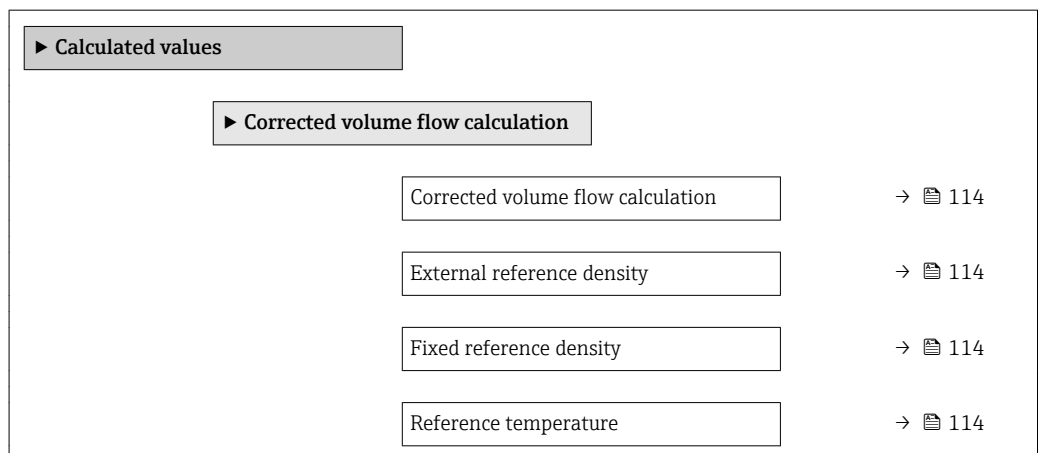 ► Calculated values
► Corrected volume flow calculation
Corrected volume flow calculation → 114
External reference density → 114
Fixed reference density → 114
Reference temperature → 114